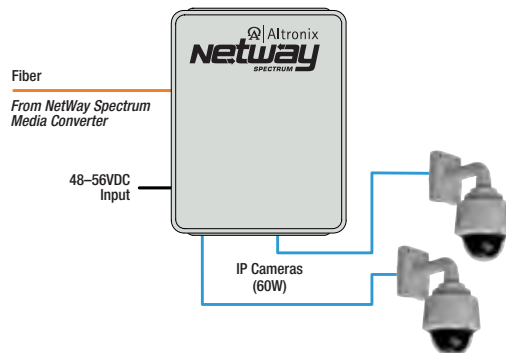 Altronix
Netway
SPECTRUM
Fiber
From NetWay Spectrum
Media Converter
48–56VDC
Input
IP Cameras
(60W)